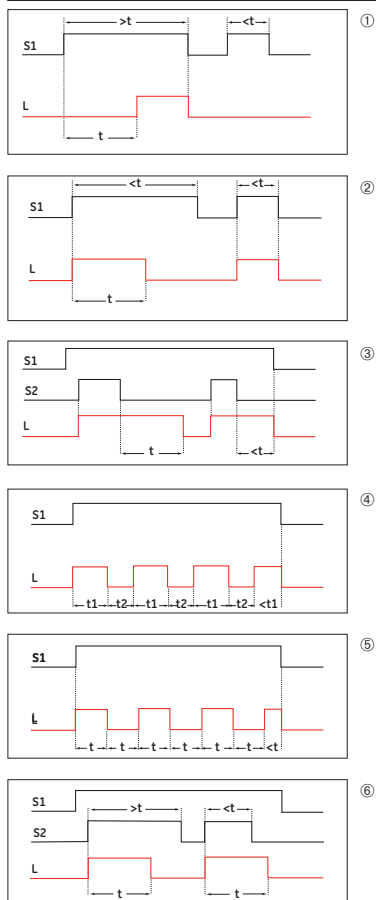 >t <t ①
S1
L
t
<t <t ②
S1
L
t
S1 ③
S2
L
t <t
④
S1
L
t1 t2 t1 t2 t1 t2 <t1
⑤
S1
L
t t t t t t <t
S1 ⑥
>t <t
S2
L
t t